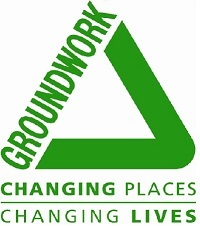 GROUNDWORK
CHANGING PLACES
CHANGING LIVES